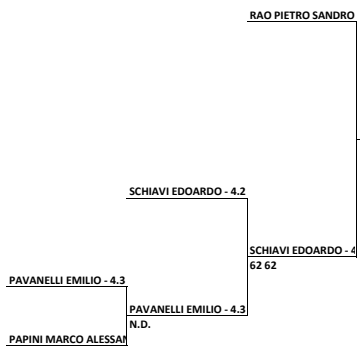 RAO PIETRO SANDRO
SCHIAVI EDOARDO - 4.2
SCHIAVI EDOARDO - 4
62 62
PAVANELLI EMILIO - 4.3
PAVANELLI EMILIO - 4.3
N.D.
PAPINI MARCO ALESSAN